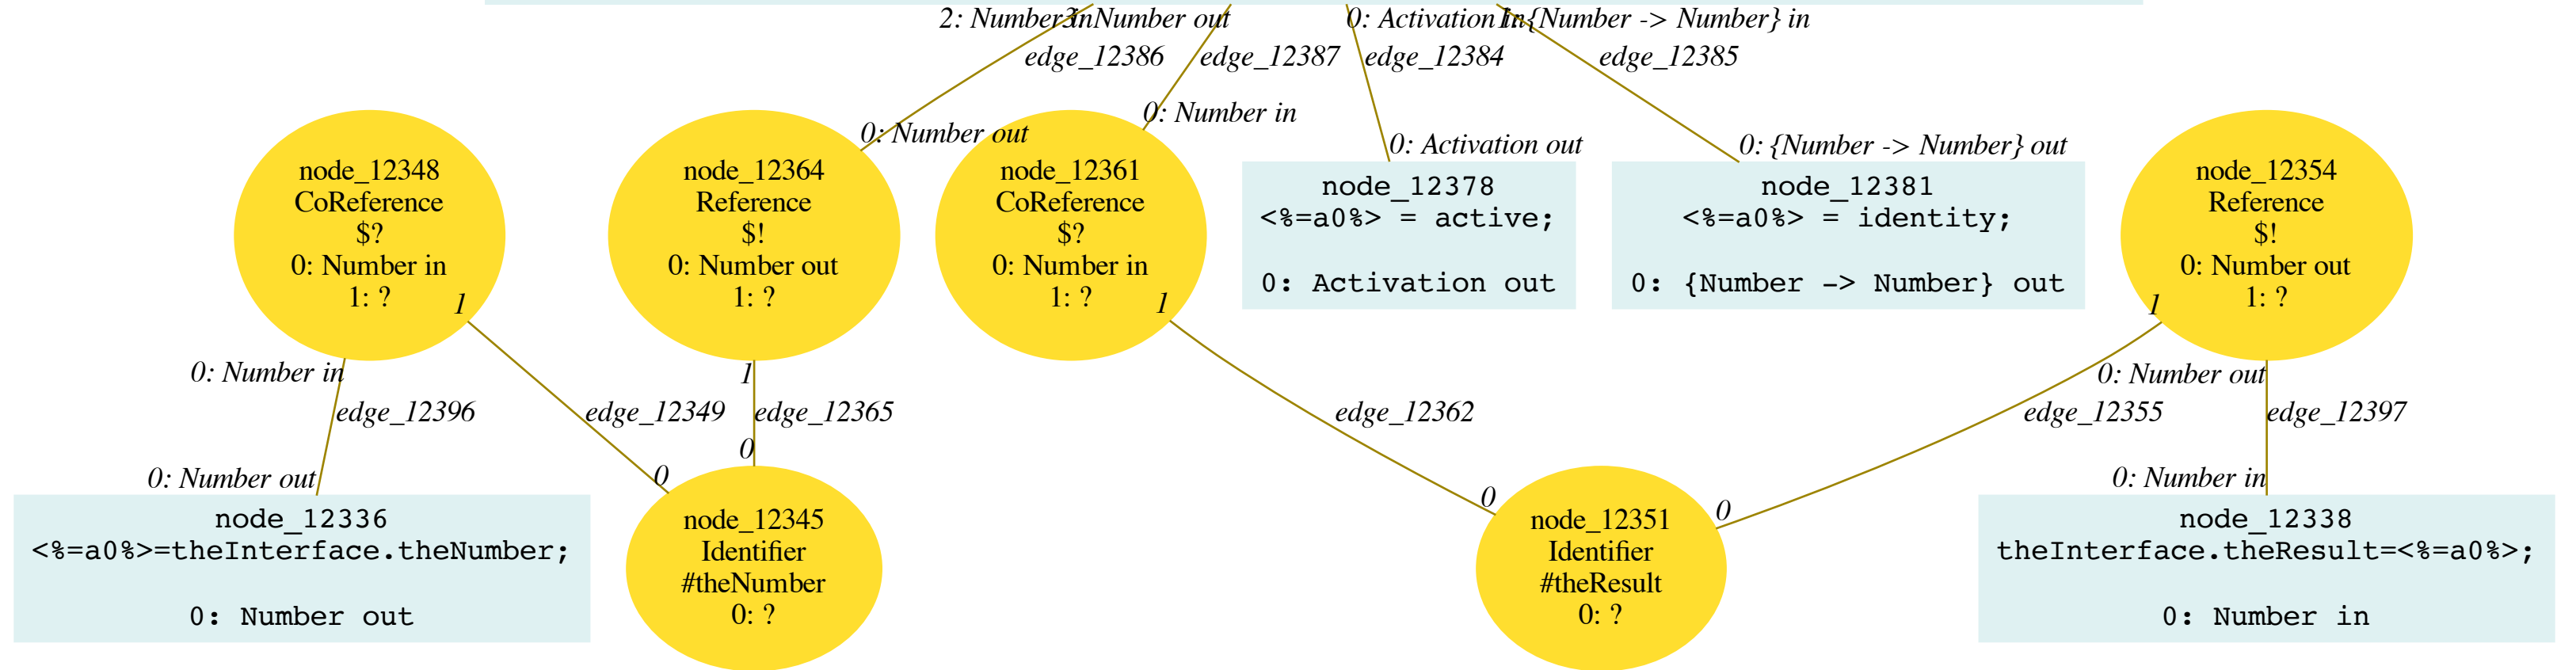 2: Number in
3: Number out
0: Activation in
1: {Number -> Number} in
edge_12386
edge_12387
edge_12384
edge_12385
0: Number out
0: Number in
0: Activation out
0: {Number -> Number} out
node_12348
CoReference
$?
0: Number in
1: ?
1
node_12364
Reference
$!
0: Number out
1: ?
node_12361
CoReference
$?
0: Number in
1: ?
1
node_12378
<%=a0%> = active;
0: Activation out
node_12381
<%=a0%> = identity;
0: {Number -> Number} out
node_12354
Reference
$!
0: Number out
1: ?
1
0: Number in
1
0: Number out
edge_12396
edge_12349
edge_12365
edge_12362
edge_12355
edge_12397
0: Number out
0
0
0
0
0: Number in
node_12336
<%=a0%>=theInterface.theNumber;
0: Number out
node_12345
Identifier
#theNumber
0: ?
node_12351
Identifier
#theResult
0: ?
node_12338
theInterface.theResult=<%=a0%>;
0: Number in